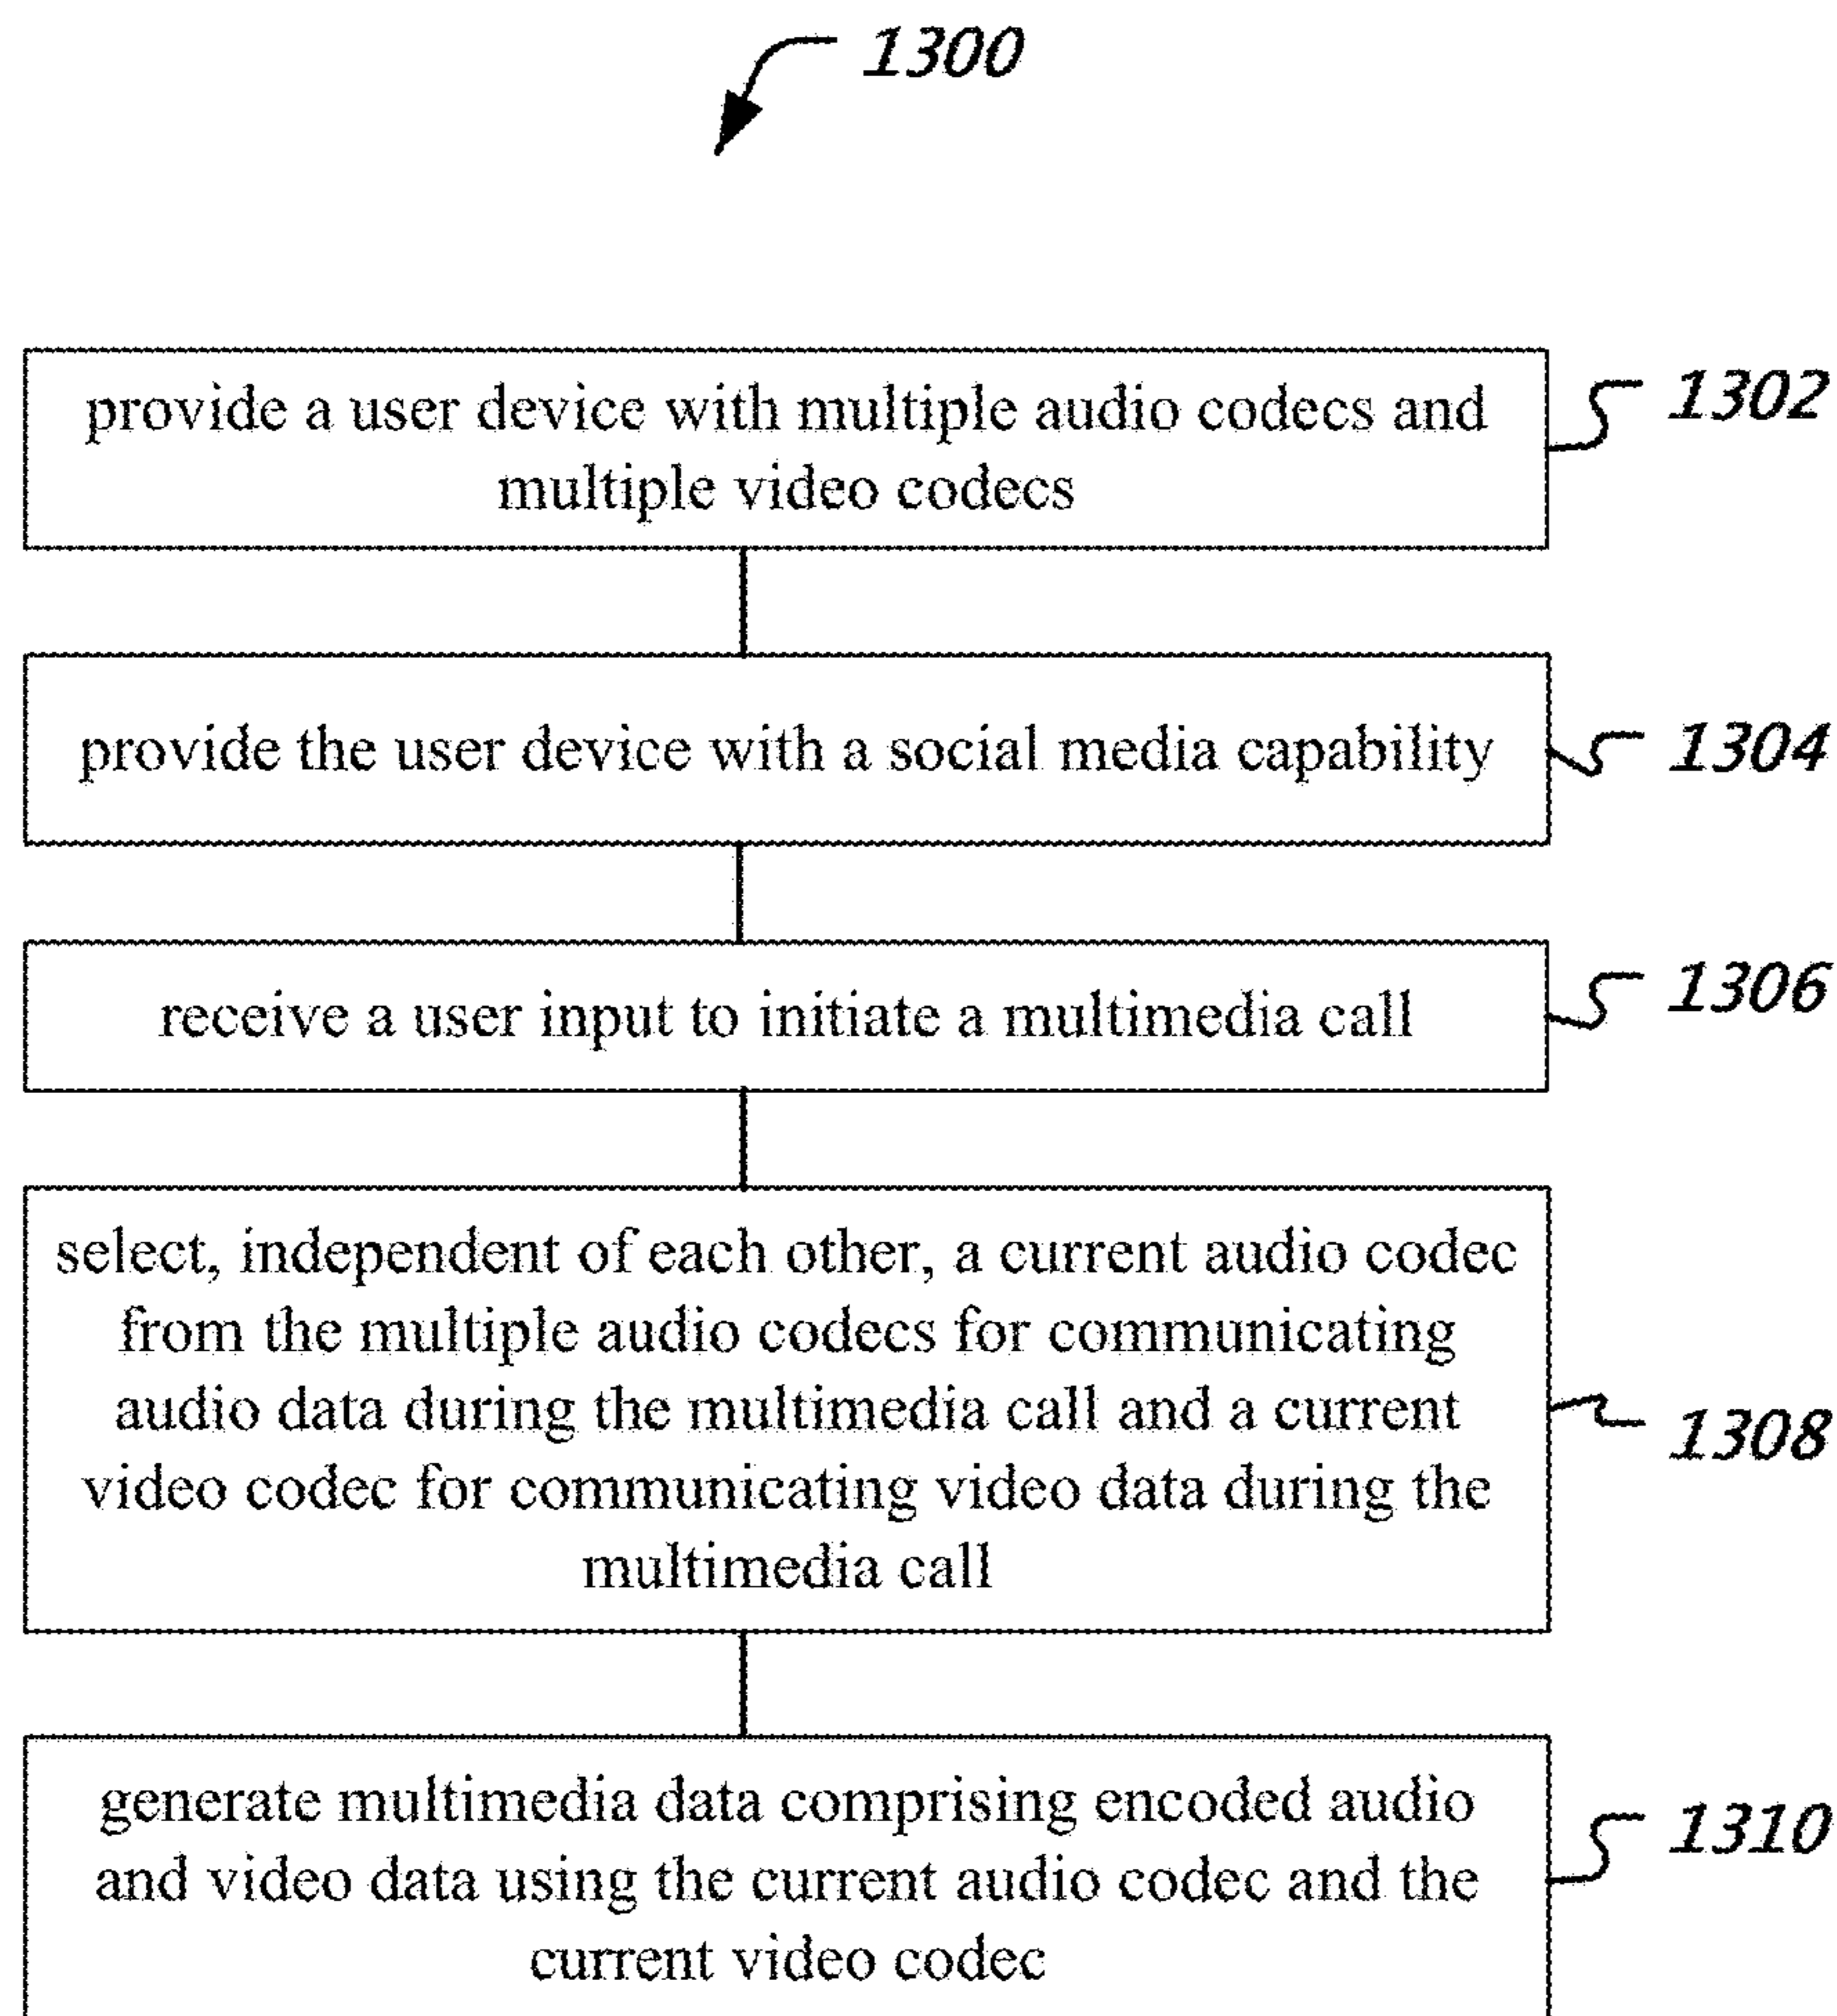 1300
provide a user device with multiple audio codecs and
multiple video codecs
1302
provide the user device with a social media capability
1304
receive a user input to initiate a multimedia call
1306
select, independent of each other, a current audio codec
from the multiple audio codecs for communicating
audio data during the multimedia call and a current
video codec for communicating video data during the
multimedia call
1308
generate multimedia data comprising encoded audio
and video data using the current audio codec and the
current video codec
1310